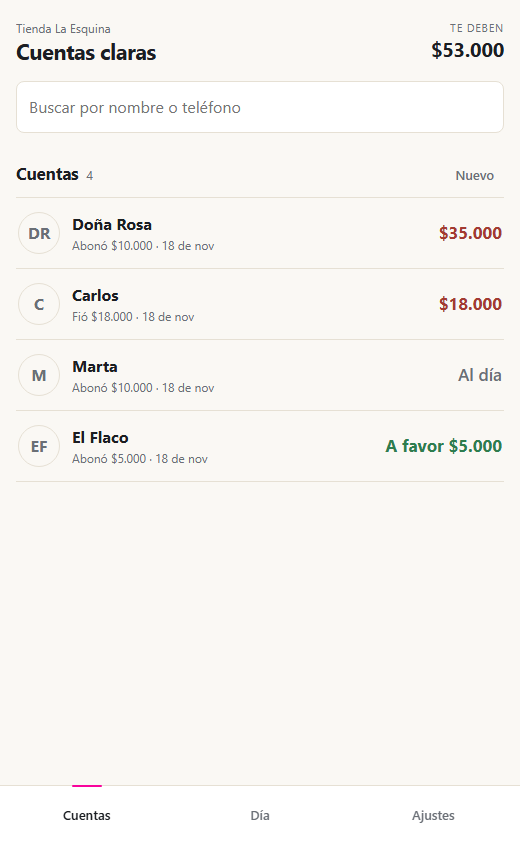 Tienda La Esquina
Cuentas claras
TE DEBEN
$53.000
Buscar por nombre o teléfono
Cuentas 4
Nuevo
DR
Doña Rosa
Abonó $10.000 · 18 de nov
$35.000
C
Carlos
Fió $18.000 · 18 de nov
$18.000
M
Marta
Abonó $10.000 · 18 de nov
Al día
EF
El Flaco
Abonó $5.000 · 18 de nov
A favor $5.000
Cuentas
Día
Ajustes